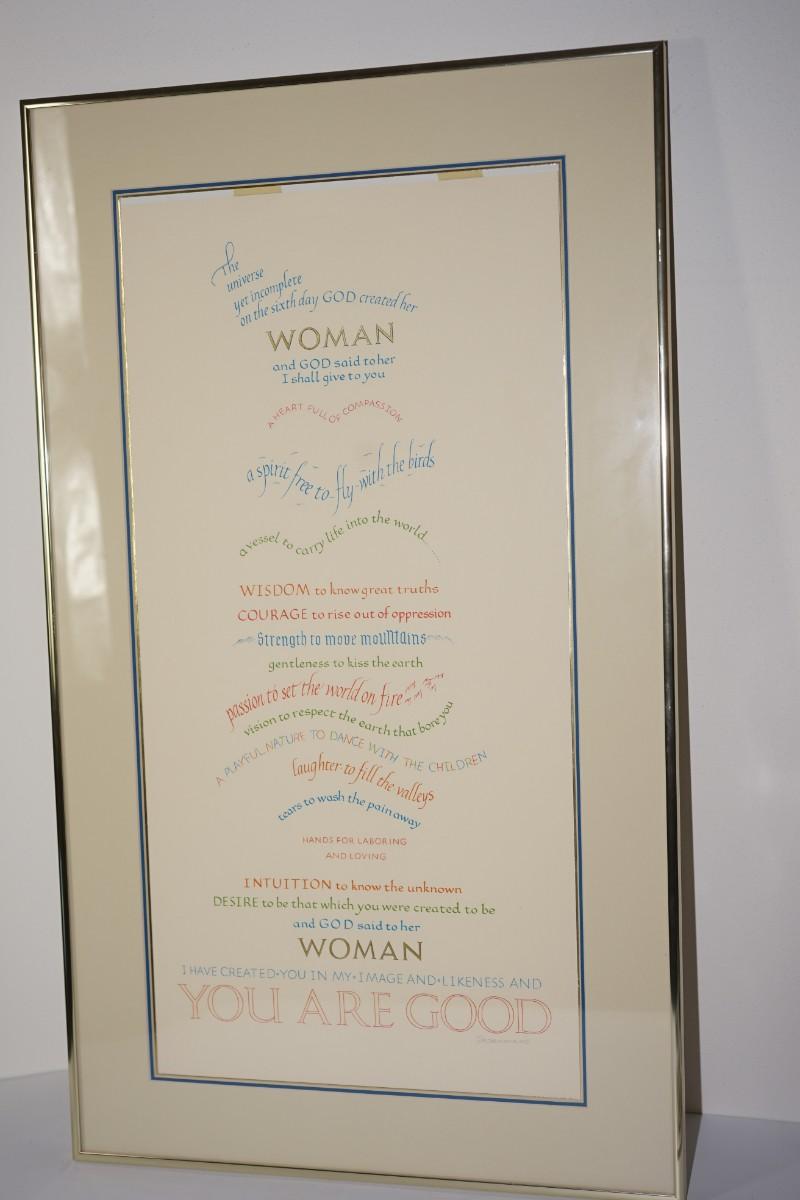 The
universe
yet incomplete
on the sixth day GOD created her
WOMAN
and GOD said to her
I shall give to you
A HEART FULL OF COMPASSION
a spirit free to fly with the birds
a vessel to carry life into the world
WISDOM to know great truths
COURAGE to rise out of oppression
Strength to move mountains
gentleness to kiss the earth
passion to set the world on fire
vision to respect the earth that bore you
A PLAYFUL NATURE TO DANCE WITH THE CHILDREN
laughter to fill the valleys
tears to wash the pain away
HANDS FOR LABORING
AND LOVING
INTUITION to know the unknown
DESIRE to be that which you were created to be
and GOD said to her
WOMAN
I HAVE CREATED·YOU IN MY·IMAGE AND·LIKENESS AND
YOU ARE GOOD